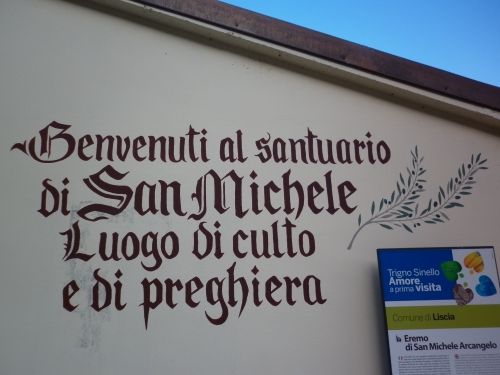 Benvenuti al santuario
di San Michele
Luogo di culto
e di preghiera
Trigno Sinello
Amore
a prima Visita
Comune di Liscia
Eremo
di San Michele Arcangelo